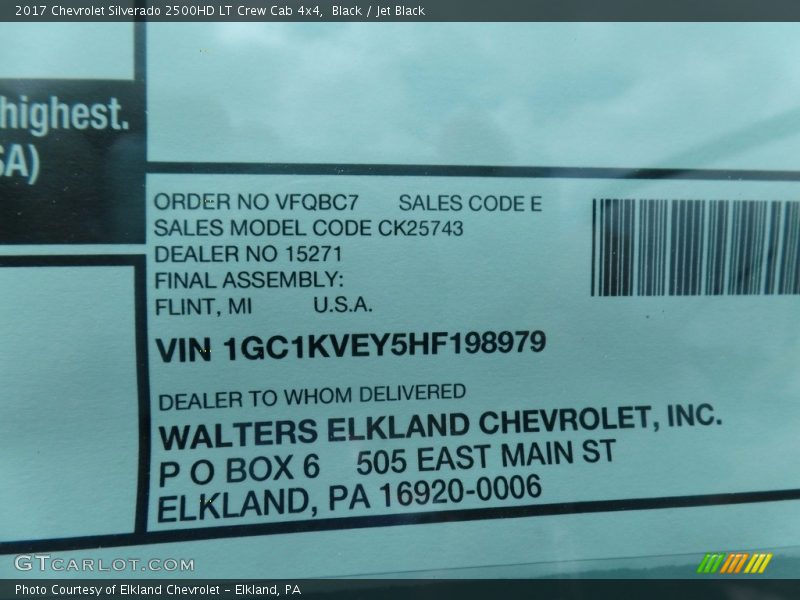 2017 Chevrolet Silverado 2500HD LT Crew Cab 4x4,  Black / Jet Black
highest.
SA)
ORDER NO VFQBC7 SALES CODE E
SALES MODEL CODE CK25743
DEALER NO 15271
FINAL ASSEMBLY:
FLINT, MI U.S.A.
VIN 1GC1KVEY5HF198979
DEALER TO WHOM DELIVERED
WALTERS ELKLAND CHEVROLET, INC.
P O BOX 6 505 EAST MAIN ST
ELKLAND, PA 16920-0006
GTCARLOT.COM
Photo Courtesy of Elkland Chevrolet - Elkland, PA